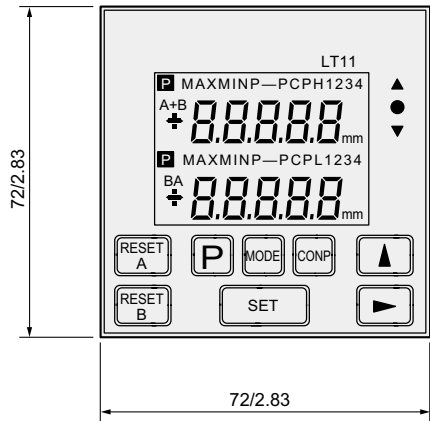 LT11
P MAXMINP—PCPH1234
A+B
8.8.8.8.8 mm
P MAXMINP—PCPL1234
BA
8.8.8.8.8 mm
RESET A
P
MODE
CONP
RESET B
SET
72/2.83
72/2.83